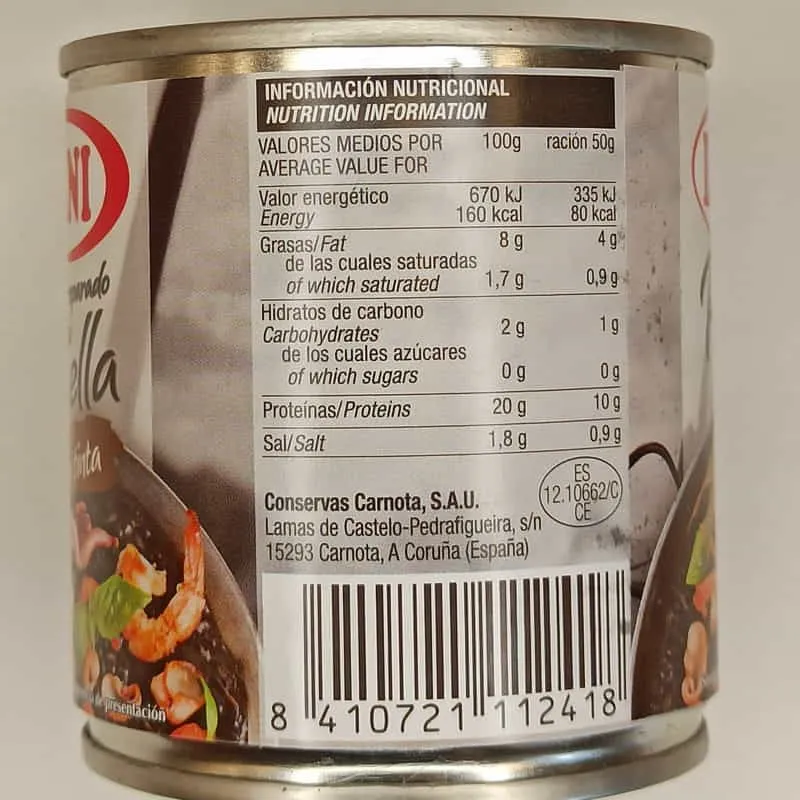 INFORMACIÓN NUTRICIONAL
NUTRITION INFORMATION
VALORES MEDIOS POR 100g ración 50g
AVERAGE VALUE FOR
Valor energético 670 kJ 335 kJ
Energy 160 kcal 80 kcal
Grasas/Fat 8 g 4 g
de las cuales saturadas
of which saturated 1,7 g 0,9 g
Hidratos de carbono
Carbohydrates 2 g 1 g
de los cuales azúcares
of which sugars 0 g 0 g
Proteínas/Proteins 20 g 10 g
Sal/Salt 1,8 g 0,9 g
ES
12.10662/C
CE
Conservas Carnota, S.A.U.
Lamas de Castelo-Pedrafigueira, s/n
15293 Carnota, A Coruña (España)
8 410721 112418
tinta
de presentación